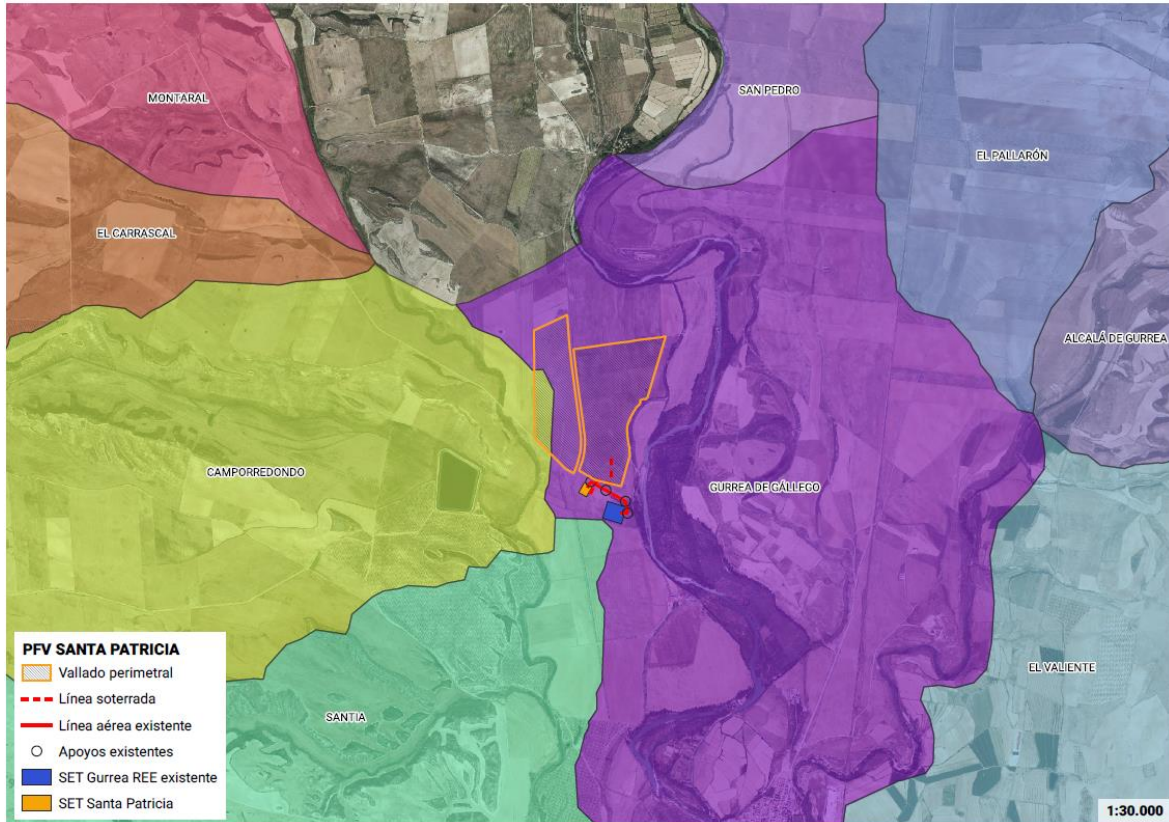 MONTARAL
SAN PEDRO
EL PALLARÓN
EL CARRASCAL
ALCALÁ DE GURREA
CAMPORREDONDO
GURREA DE GÁLLEGO
EL VALIENTE
SANTIA
PFV SANTA PATRICIA
Vallado perimetral
Línea soterrada
Línea aérea existente
Apoyos existentes
SET Gurrea REE existente
SET Santa Patricia
1:30.000